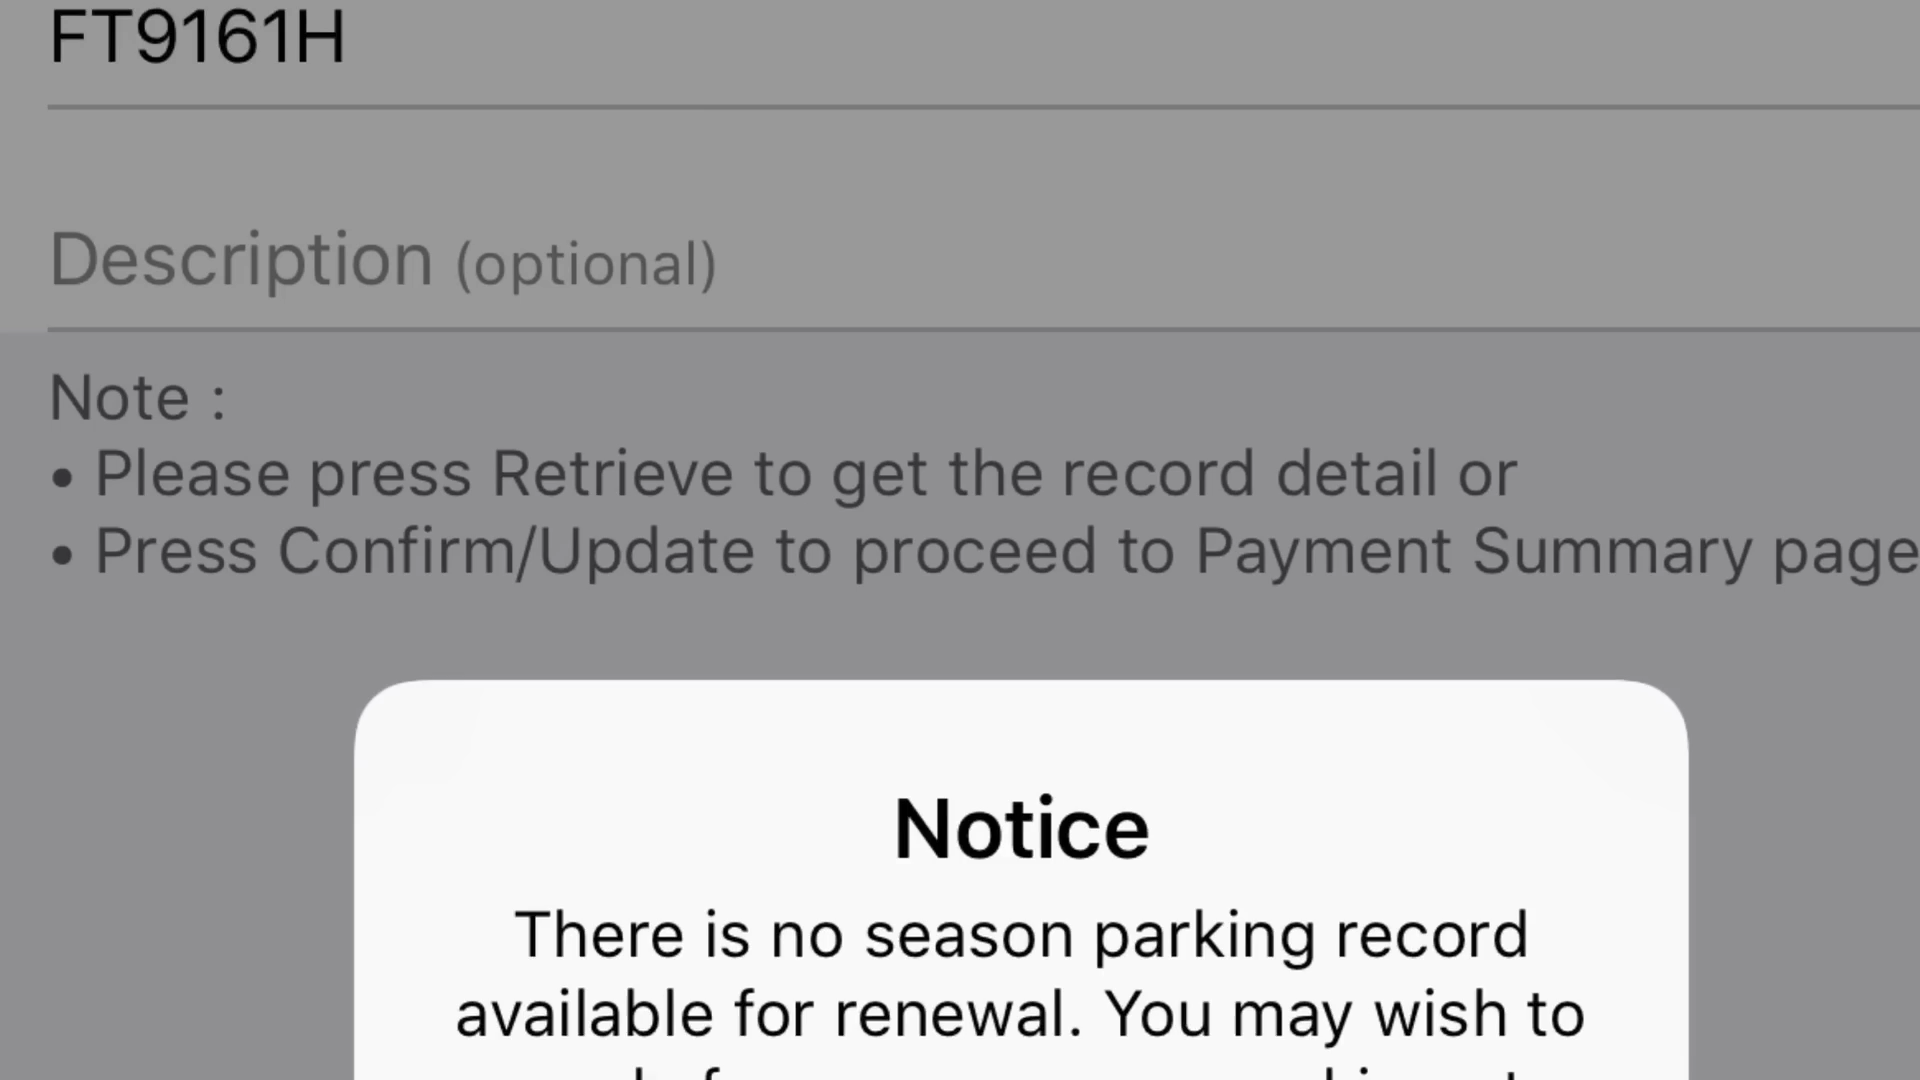 FT9161H
Description (optional)
Note :
• Please press Retrieve to get the record detail or
• Press Confirm/Update to proceed to Payment Summary page
Notice
There is no season parking record
available for renewal. You may wish to